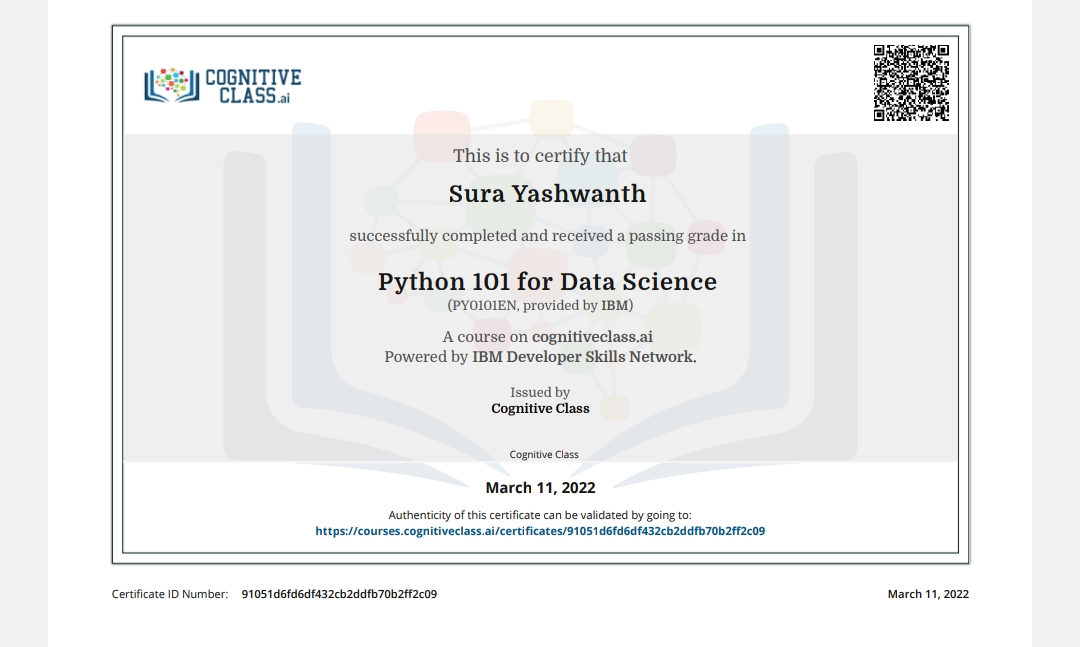 COGNITIVE
CLASS.ai
This is to certify that
Sura Yashwanth
successfully completed and received a passing grade in
Python 101 for Data Science
(PY0101EN, provided by IBM)
A course on cognitiveclass.ai
Powered by IBM Developer Skills Network.
Issued by
Cognitive Class
Cognitive Class
March 11, 2022
Authenticity of this certificate can be validated by going to:
https://courses.cognitiveclass.ai/certificates/91051d6fd6df432cb2ddfb70b2ff2c09
Certificate ID Number: 91051d6fd6df432cb2ddfb70b2ff2c09
March 11, 2022